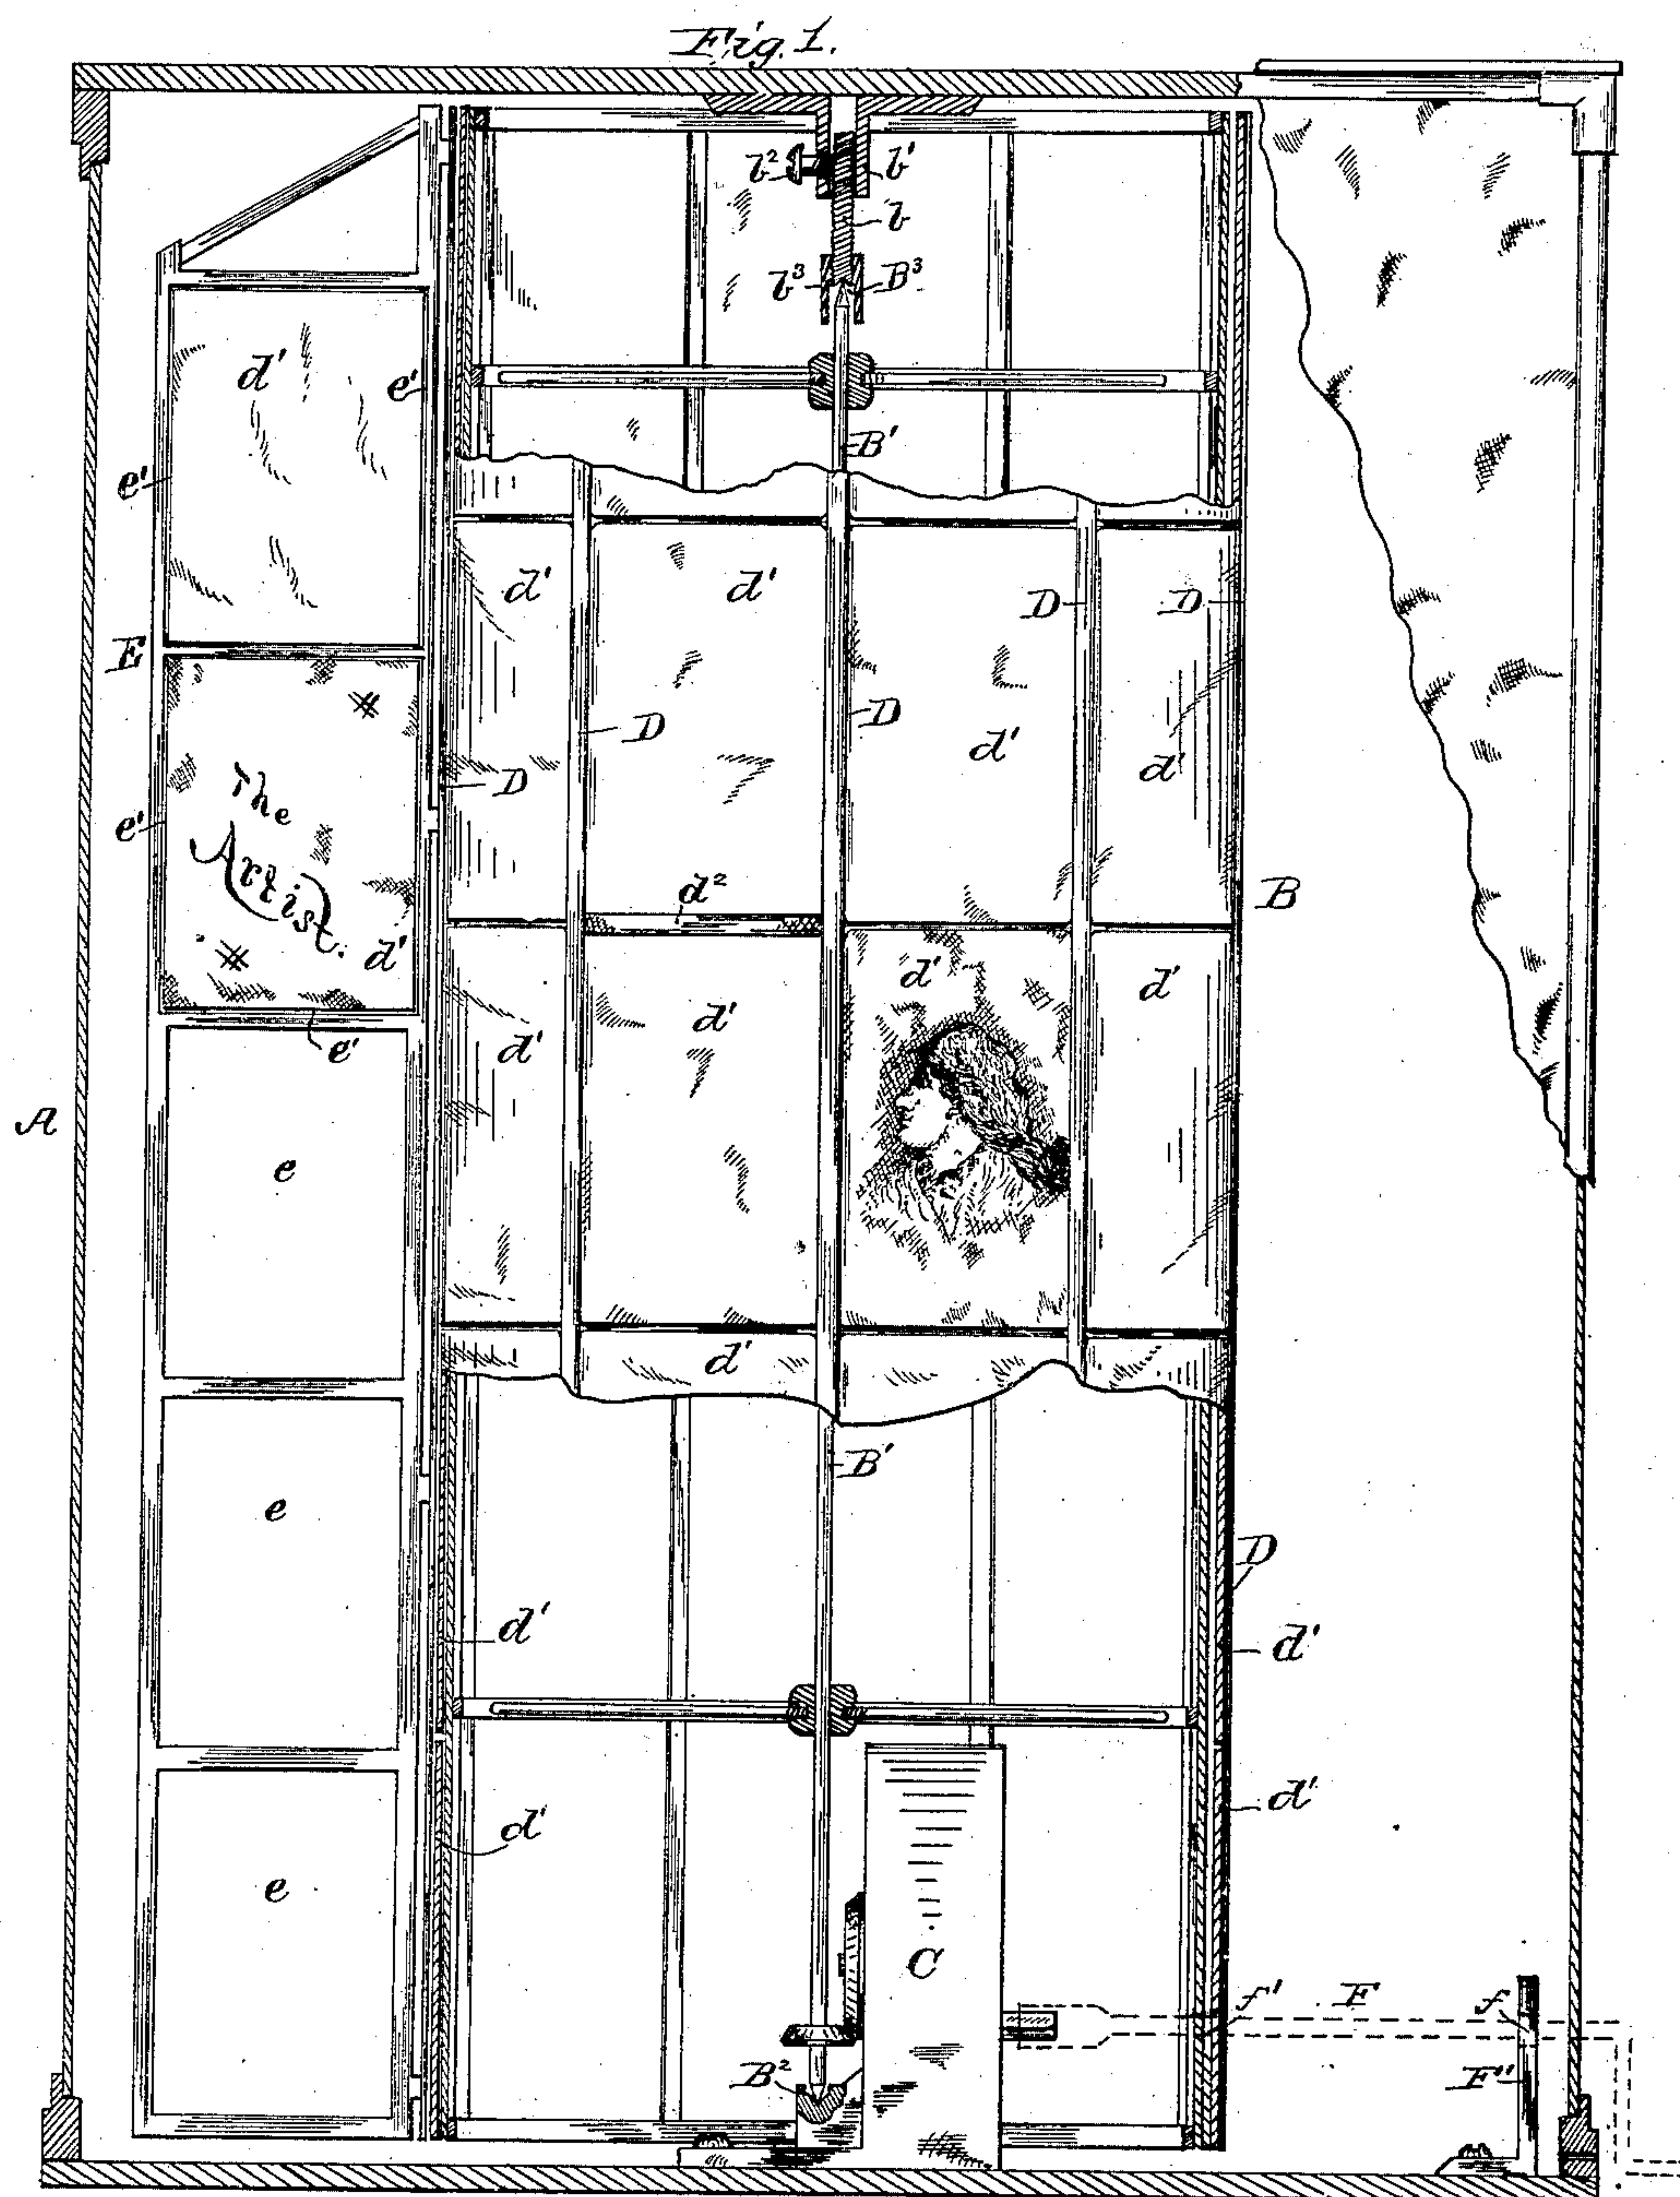 Fig. 1.
b² b'
b
b³ B³
d'
e'
B'
e'
d' d' D D
E
D D
d' d'
D
The
Artist.
e'
d² B
d'
d' d'
d'
d'
e'
A
e
d'
B'
e
D
d' d'
d'
d'
e
C
f' F f
B² F''